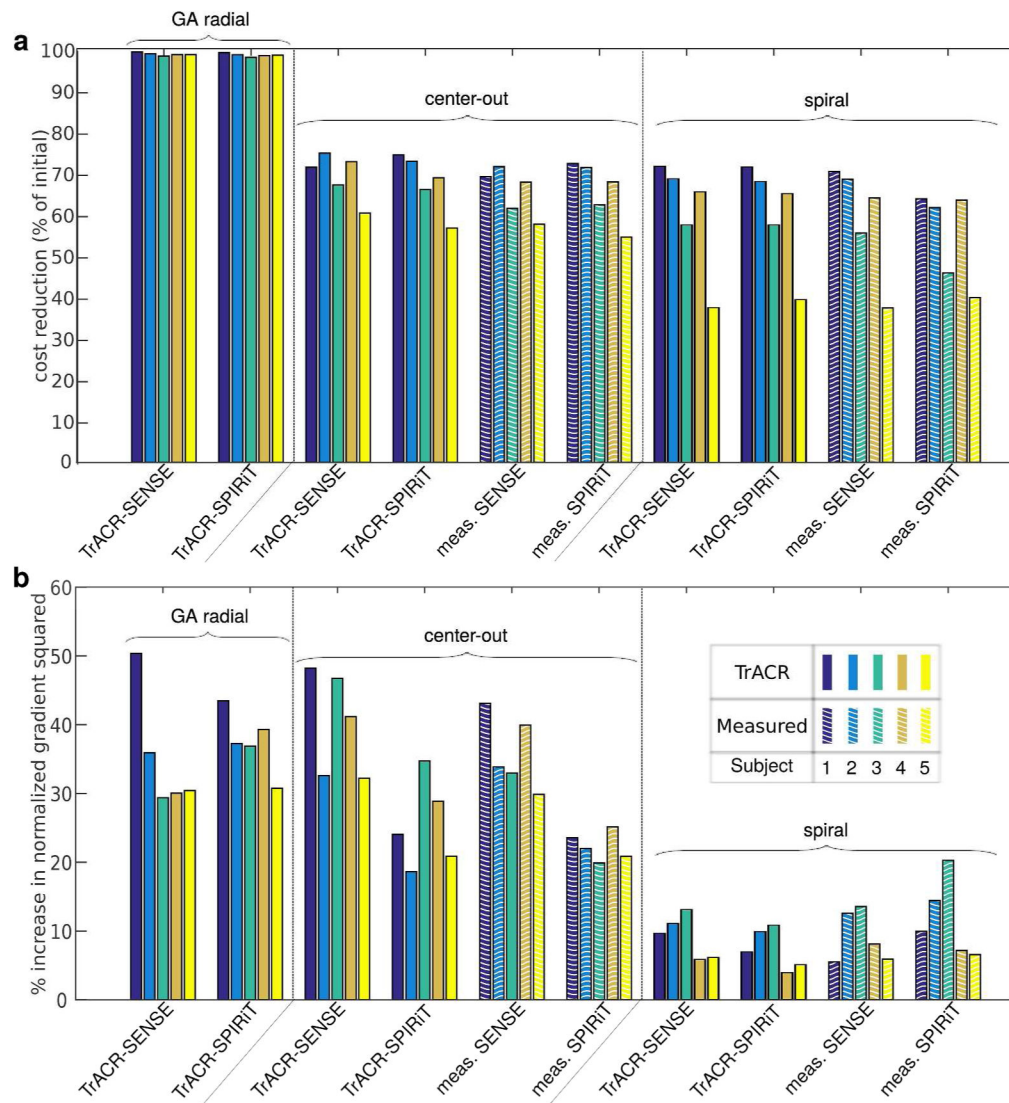 GA radial
a
100
90
80
70
60
50
40
30
20
10
0
cost reduction (% of initial)
center-out
spiral
TrACR-SENSE
TrACR-SPIRiT
TrACR-SENSE
TrACR-SPIRiT
meas. SENSE
meas. SPIRiT
TrACR-SENSE
TrACR-SPIRiT
meas. SENSE
meas. SPIRiT
b
60
50
40
30
20
10
0
% increase in normalized gradient squared
GA radial
center-out
TrACR
Measured
Subject 1 2 3 4 5
spiral
TrACR-SENSE
TrACR-SPIRiT
TrACR-SENSE
TrACR-SPIRiT
meas. SENSE
meas. SPIRiT
TrACR-SENSE
TrACR-SPIRiT
meas. SENSE
meas. SPIRiT